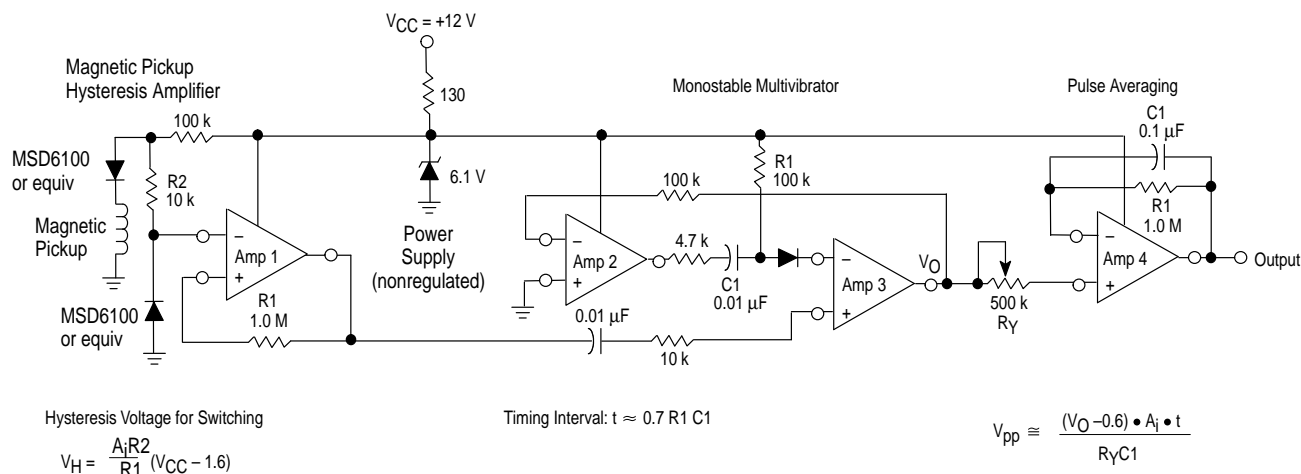 VCC = +12 V
Magnetic Pickup
Hysteresis Amplifier
130
Monostable Multivibrator
Pulse Averaging
100 k
C1
0.1 µF
MSD6100
or equiv
R2
10 k
6.1 V
R1
100 k
100 k
R1
1.0 M
Magnetic
Pickup
–
Amp 1
+
Power
Supply
(nonregulated)
–
Amp 2
+
4.7 k
C1
0.01 µF
–
Amp 3
+
VO
500 k
RY
–
Amp 4
+
Output
MSD6100
or equiv
R1
1.0 M
0.01 µF
10 k
Hysteresis Voltage for Switching
VH = AiR2 / R1 (VCC – 1.6)
Timing Interval: t ≈ 0.7 R1 C1
Vpp ≅ (VO –0.6) • Ai • t / RYC1